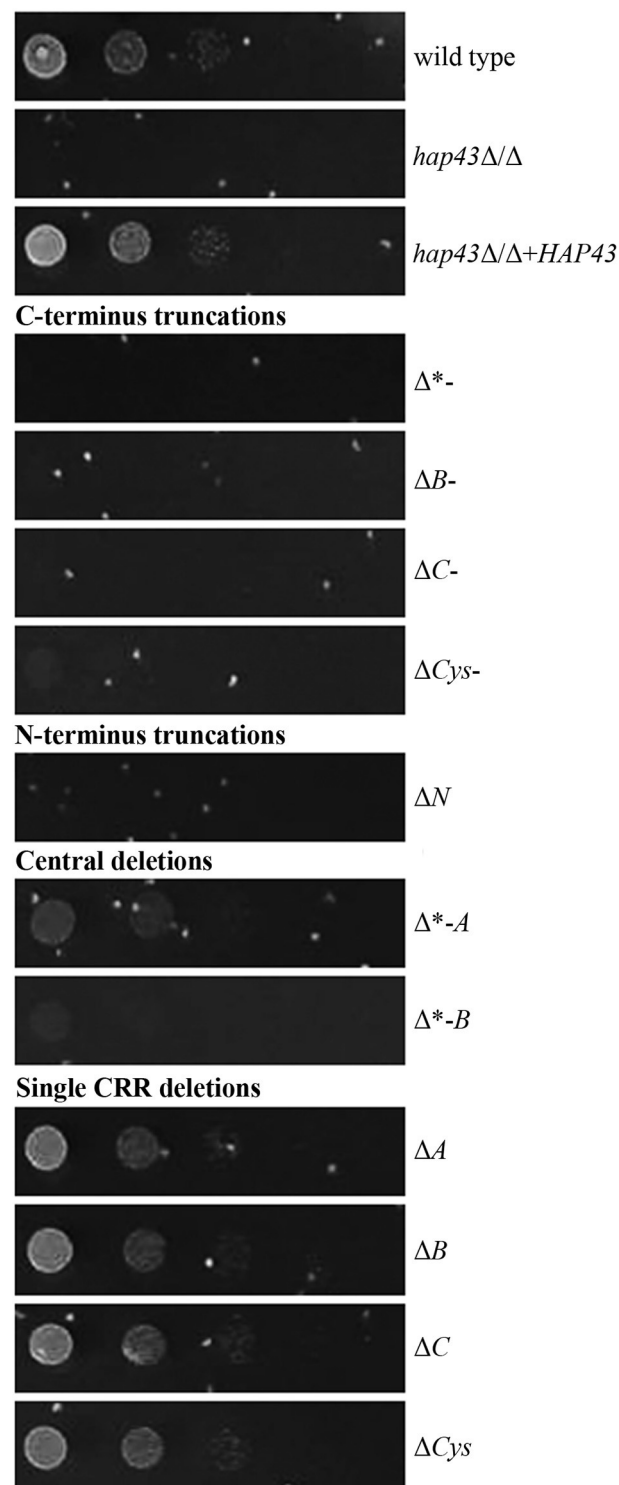 wild type
hap43Δ/Δ
hap43Δ/Δ+HAP43
C-terminus truncations
Δ*-
ΔB-
ΔC-
ΔCys-
N-terminus truncations
ΔN
Central deletions
Δ*-A
Δ*-B
Single CRR deletions
ΔA
ΔB
ΔC
ΔCys